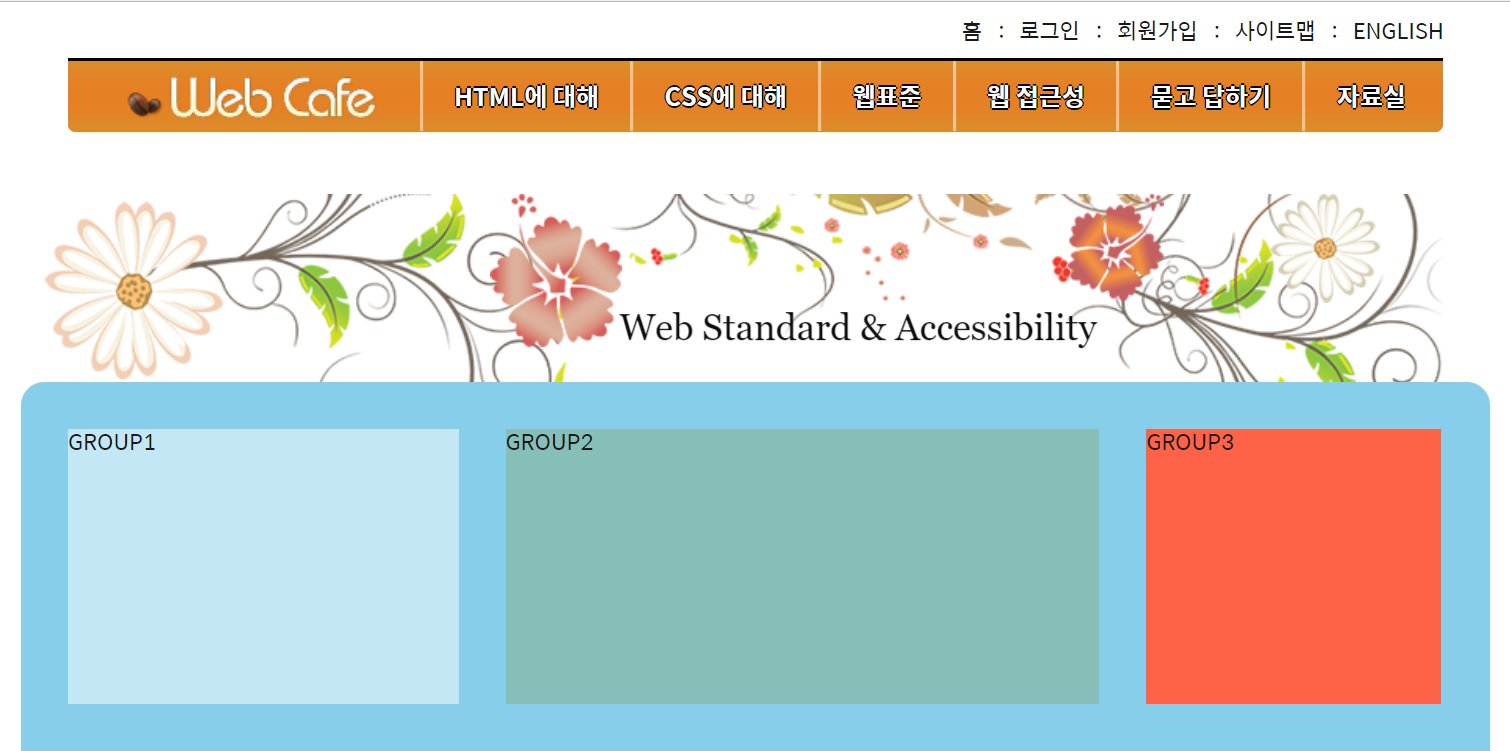 홈 : 로그인 : 회원가입 : 사이트맵 : ENGLISH
Web Cafe HTML에 대해 CSS에 대해 웹표준 웹 접근성 묻고 답하기 자료실
Web Standard & Accessibility
GROUP1 GROUP2 GROUP3